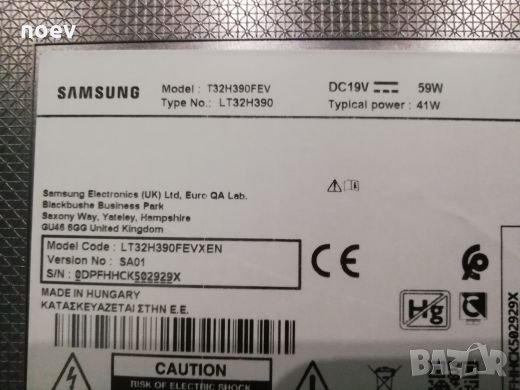 noev
SAMSUNG
Model : T32H390FEV
Type No.: LT32H390
DC19V 59W
Typical power : 41W
Samsung Electronics (UK) Ltd, Euro QA Lab.
Blackbushe Business Park
Saxony Way, Yateley, Hampshire
GU46 6GG United Kingdom
Model Code : LT32H390FEVXEN
Version No : SA01
S/N : 0DPFHHCK502929X
MADE IN HUNGARY
ΚΑΤΑΣΚΕΥΑΖΕΤΑΙ ΣΤΗΝ Ε.Ε.
CE
Hg
HHCK502929X
CAUTION
RISK OF ELECTRIC SHOCK
BAZAR